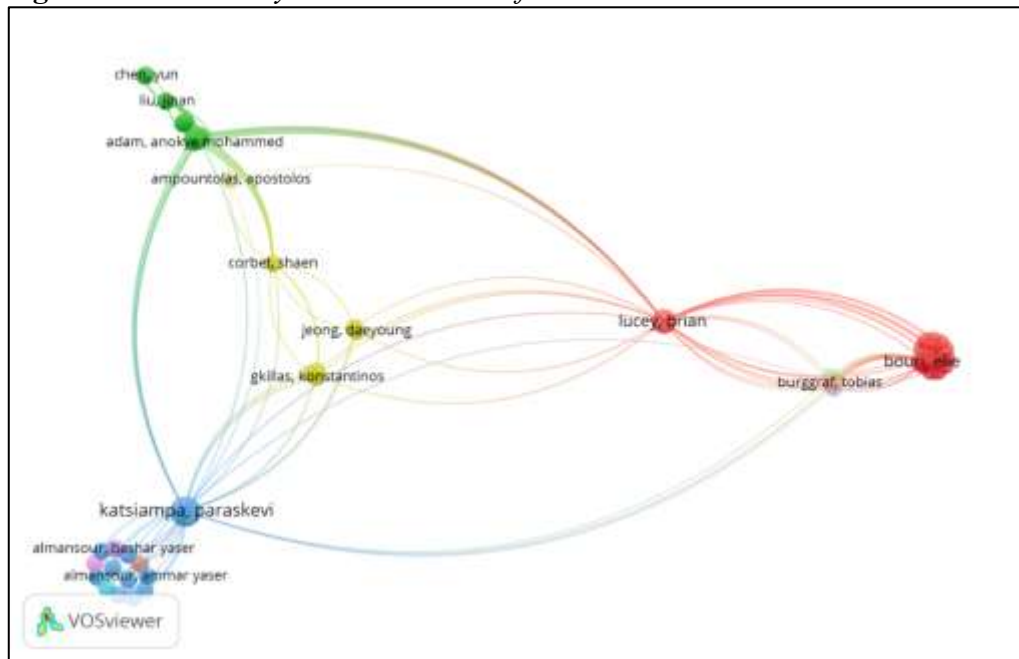 chen, yun
liu, jinan
adam, anokye mohammed
ampountolas, apostolos
corbet, shaen
jeong, daeyoung
lucey, brian
gkillas, konstantinos
bouri, elie
burggraf, tobias
katsiampa, paraskevi
almansour, bashar yaser
almansour, ammar yaser
VOSviewer